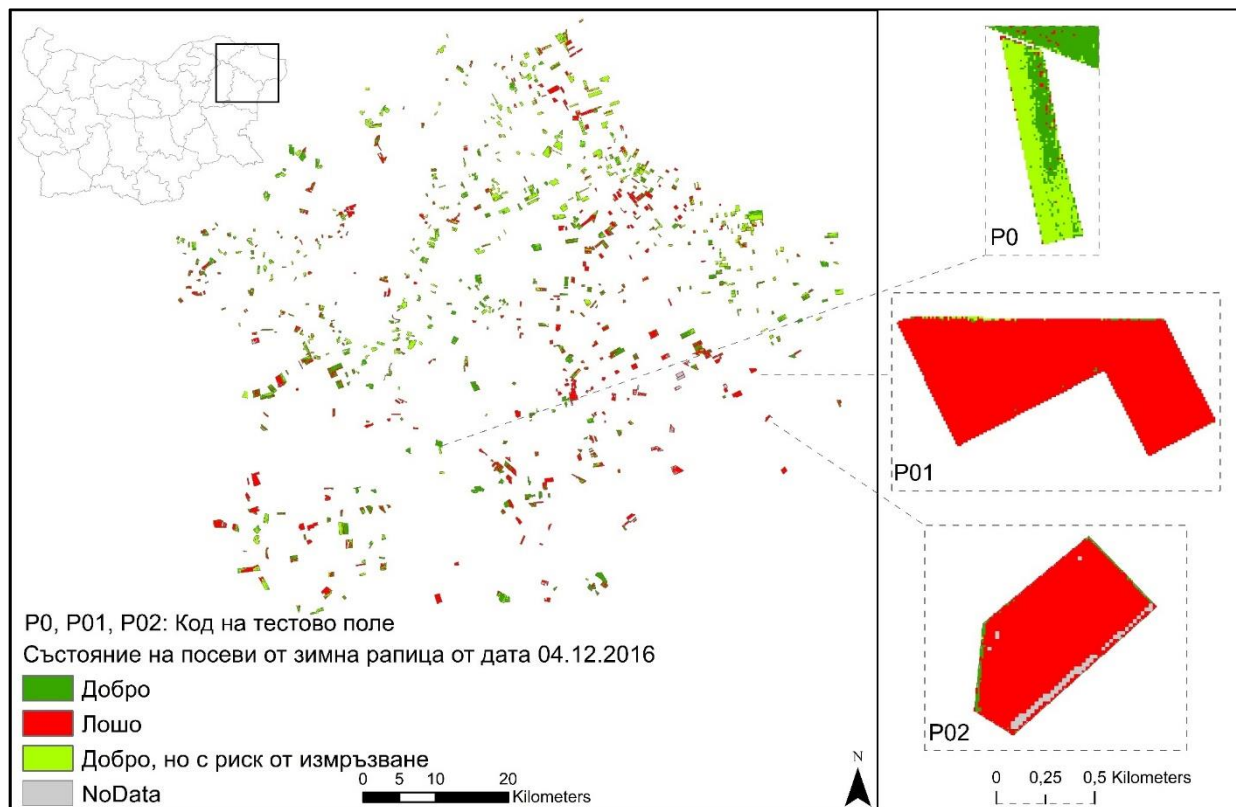 P0
P01
P02
P0, P01, P02: Код на тестово поле
Състояние на посеви от зимна рапица от дата 04.12.2016
Добро
Лошо
Добро, но с риск от измръзване
NoData
0 5 10 20
Kilometers
N
0 0,25 0,5 Kilometers